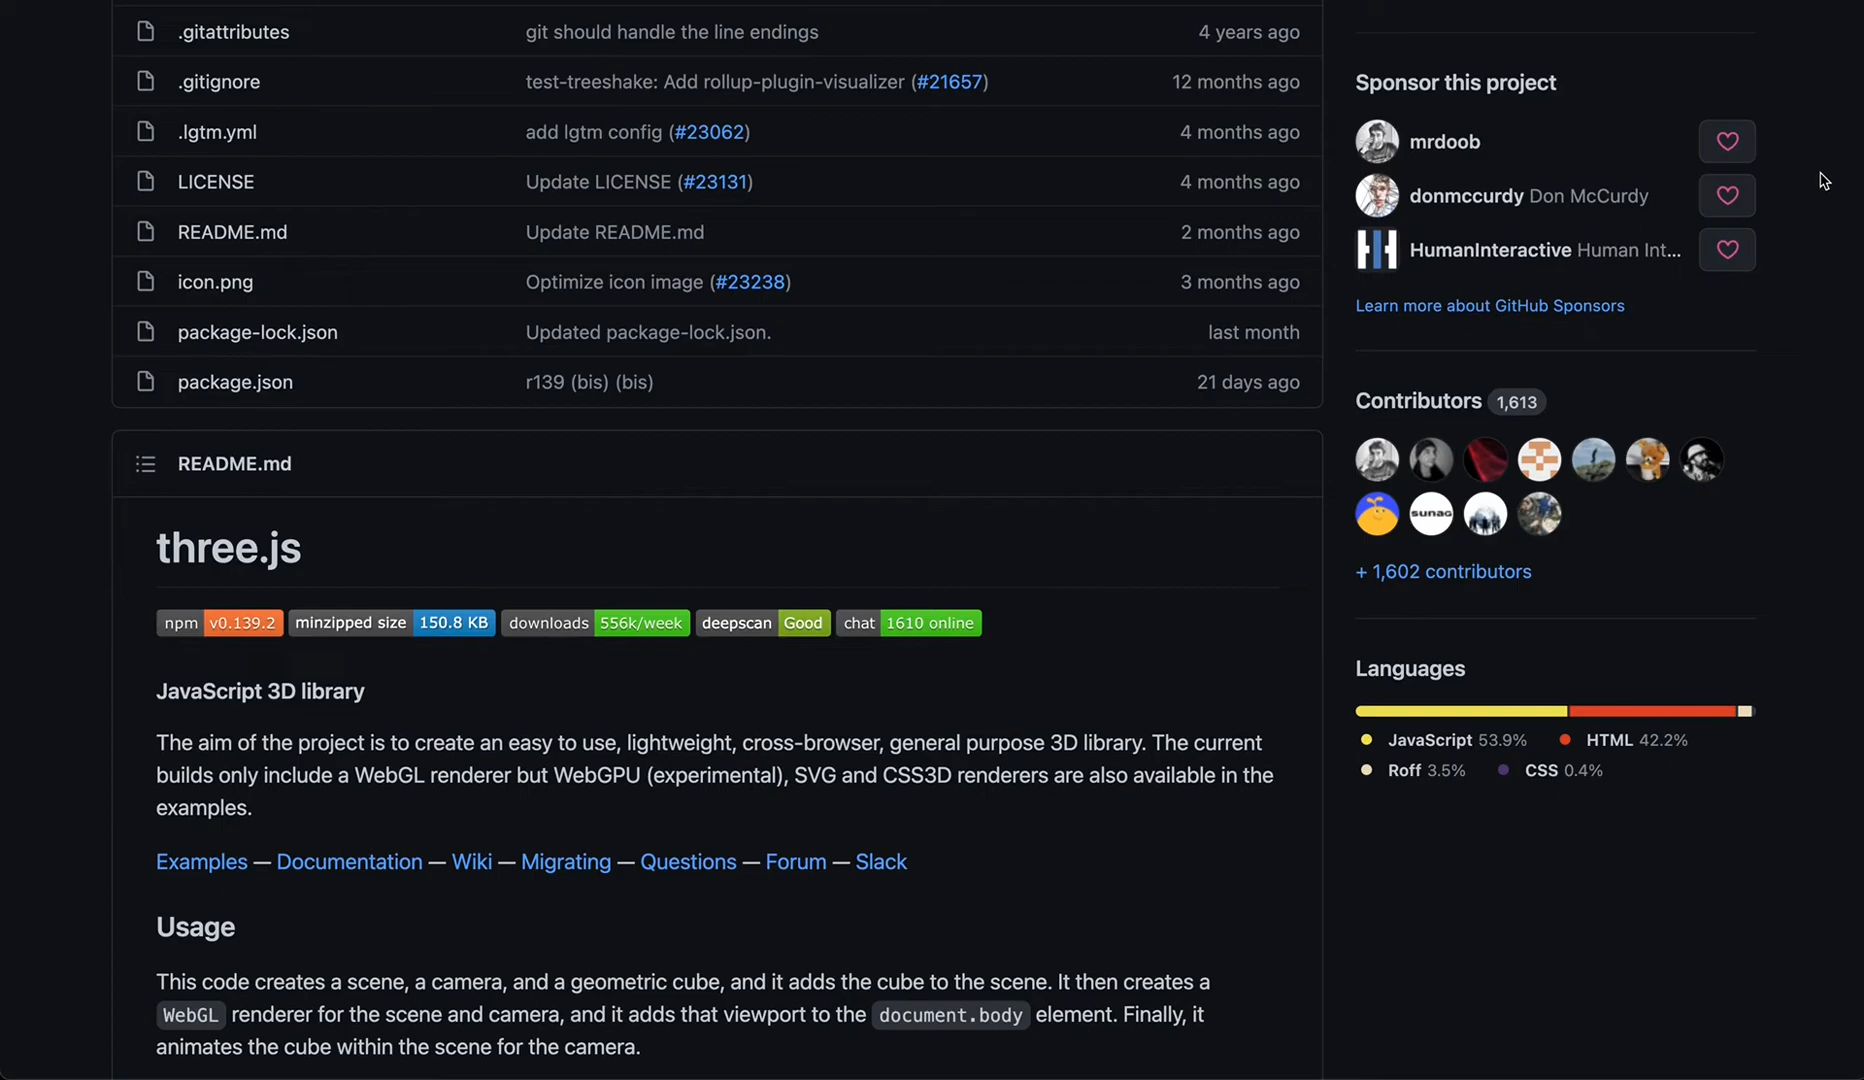 .gitattributes git should handle the line endings 4 years ago
.gitignore test-treeshake: Add rollup-plugin-visualizer (#21657) 12 months ago
.lgtm.yml add lgtm config (#23062) 4 months ago
LICENSE Update LICENSE (#23131) 4 months ago
README.md Update README.md 2 months ago
icon.png Optimize icon image (#23238) 3 months ago
package-lock.json Updated package-lock.json. last month
package.json r139 (bis) (bis) 21 days ago
README.md
three.js
npm v0.139.2 minzipped size 150.8 KB downloads 556k/week deepscan Good chat 1610 online
JavaScript 3D library
The aim of the project is to create an easy to use, lightweight, cross-browser, general purpose 3D library. The current
builds only include a WebGL renderer but WebGPU (experimental), SVG and CSS3D renderers are also available in the
examples.
Examples — Documentation — Wiki — Migrating — Questions — Forum — Slack
Usage
This code creates a scene, a camera, and a geometric cube, and it adds the cube to the scene. It then creates a
WebGL renderer for the scene and camera, and it adds that viewport to the document.body element. Finally, it
animates the cube within the scene for the camera.
Sponsor this project
mrdoob
donmccurdy Don McCurdy
HumanInteractive Human Int...
Learn more about GitHub Sponsors
Contributors 1,613
sunag
+ 1,602 contributors
Languages
JavaScript 53.9% HTML 42.2%
Roff 3.5% CSS 0.4%